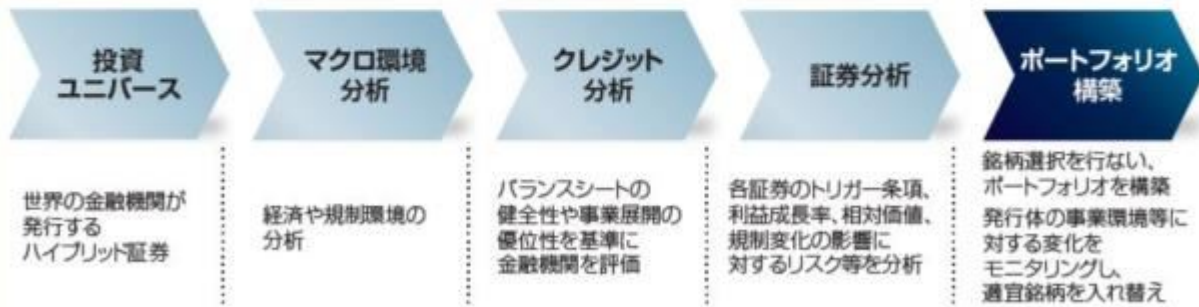 投資
ユニバース
マクロ環境
分析
クレジット
分析
証券分析
ポートフォリオ
構築
世界の金融機関が
発行する
ハイブリッド証券
経済や規制環境の
分析
バランスシートの
健全性や事業展開の
優位性を基準に
金融機関を評価
各証券のトリガー条項、
利益成長率、相対価値、
規制変化の影響に
対するリスク等を分析
銘柄選択を行ない、
ポートフォリオを構築
発行体の事業環境等に
対する変化を
モニタリングし、
適宜銘柄を入れ替え